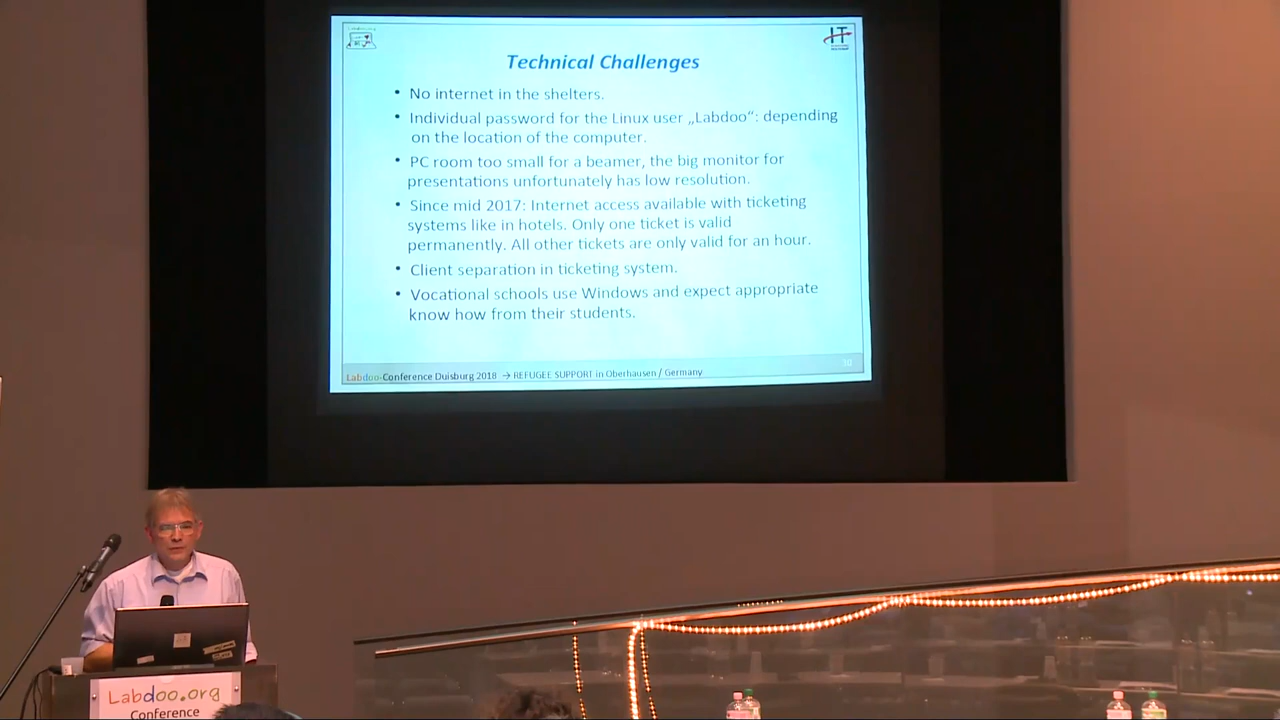 IT
Technical Challenges
• No internet in the shelters.
• Individual password for the Linux user „Labdoo“: depending
on the location of the computer.
• PC room too small for a beamer, the big monitor for
presentations unfortunately has low resolution.
• Since mid 2017: Internet access available with ticketing
systems like in hotels. Only one ticket is valid
permanently. All other tickets are only valid for an hour.
• Client separation in ticketing system.
• Vocational schools use Windows and expect appropriate
know how from their students.
10
Labdoo-Conference Duisburg 2018 → REFUGEE SUPPORT in Oberhausen / Germany
Labdoo.org
Conference